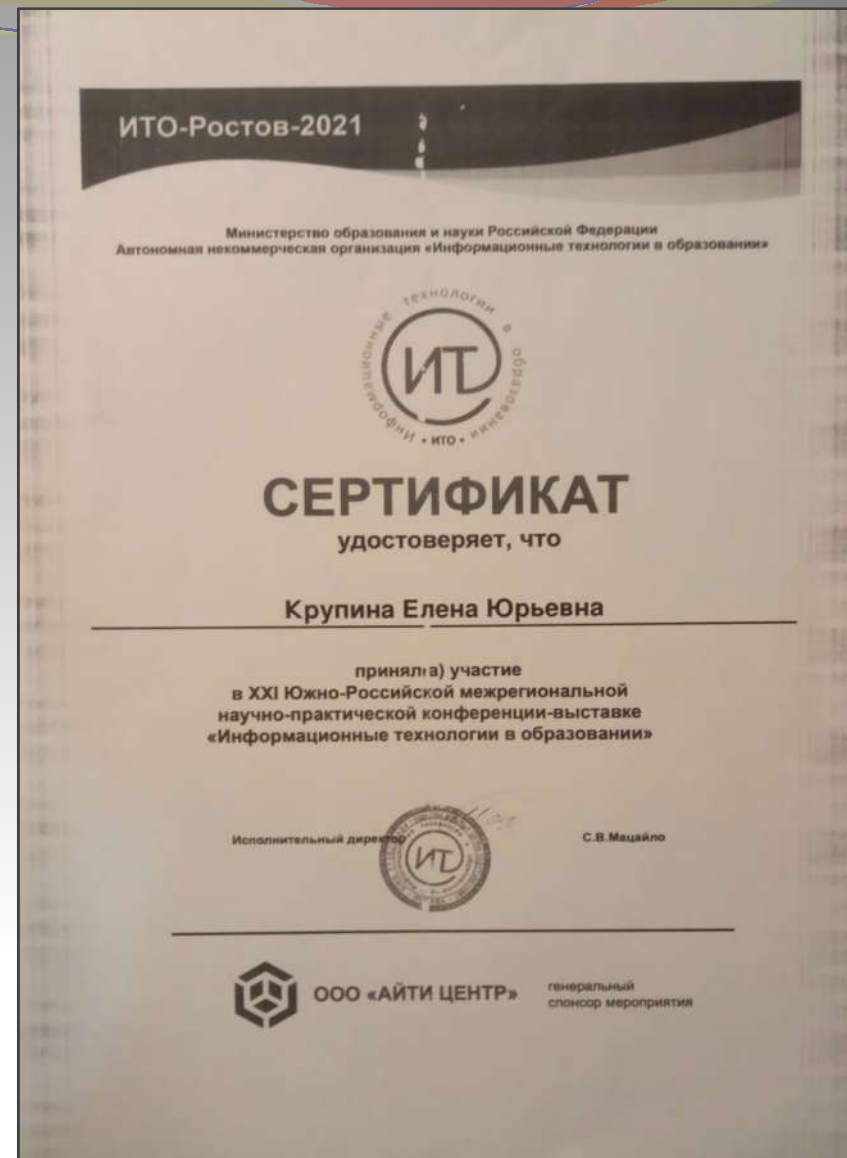 ИТО-Ростов-2021
Министерство образования и науки Российской Федерации
Автономная некоммерческая организация «Информационные технологии в образовании»
Информационные технологии в образовании
ИТ
• ИТО •
СЕРТИФИКАТ
удостоверяет, что
Крупина Елена Юрьевна
принял(а) участие
в XXI Южно-Российской межрегиональной
научно-практической конференции-выставке
«Информационные технологии в образовании»
Исполнительный директор
ИТ
С.В.Мацайло
ООО «АЙТИ ЦЕНТР»
генеральный
спонсор мероприятия